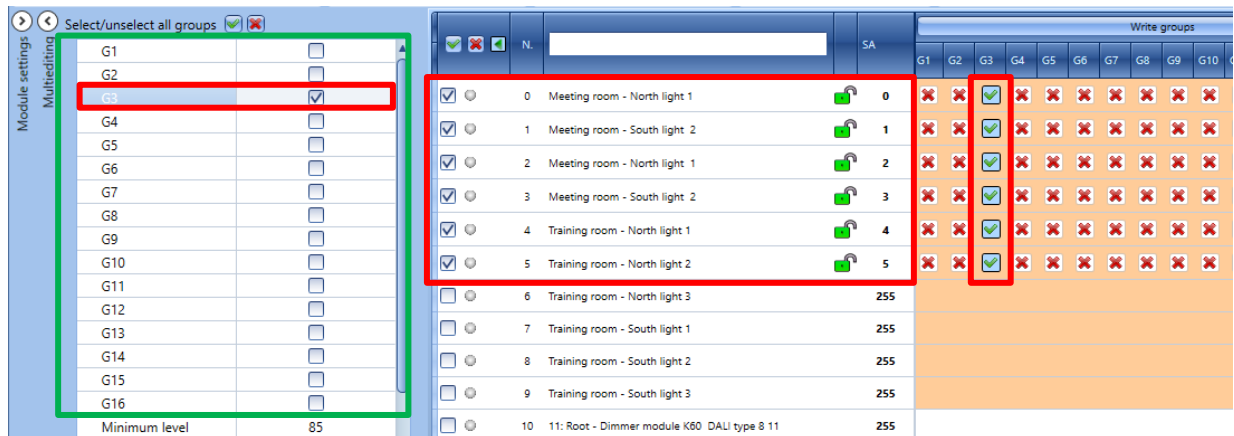 Select/unselect all groups
Module settings
Multiediting
G1
G2
G3
G4
G5
G6
G7
G8
G9
G10
G11
G12
G13
G14
G15
G16
Minimum level 85
N. SA
Write groups
G1 G2 G3 G4 G5 G6 G7 G8 G9 G10
0 Meeting room - North light 1 0
1 Meeting room - South light 2 1
2 Meeting room - North light 1 2
3 Meeting room - South light 2 3
4 Training room - North light 1 4
5 Training room - North light 2 5
6 Training room - North light 3 255
7 Training room - South light 1 255
8 Training room - South light 2 255
9 Training room - South light 3 255
10 11: Root - Dimmer module K60 DALI type 8 11 255